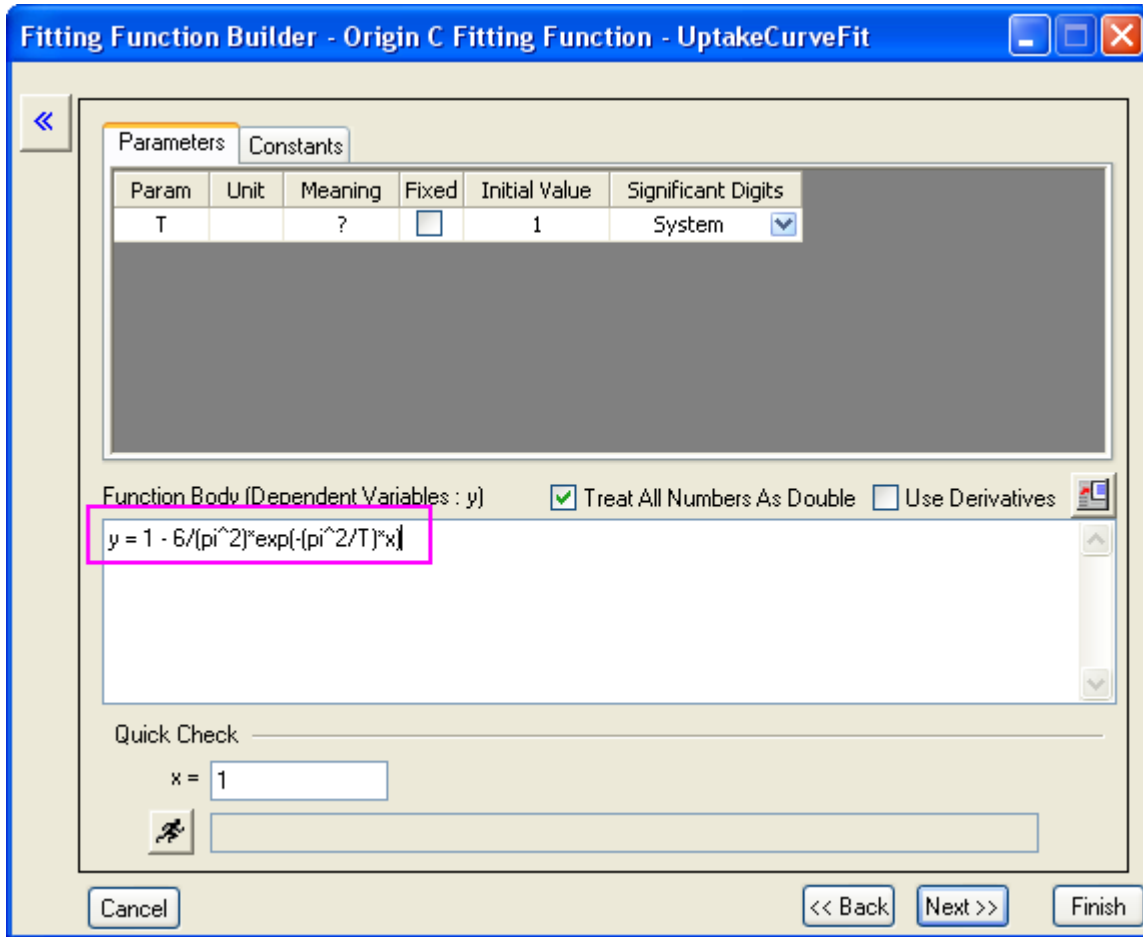 Fitting Function Builder - Origin C Fitting Function - UptakeCurveFit
«
Parameters Constants
Param Unit Meaning Fixed Initial Value Significant Digits
T ? 1 System
Function Body (Dependent Variables : y) Treat All Numbers As Double Use Derivatives
y = 1 - 6/(pi^2)*exp(-(pi^2/T)*x)
Quick Check
x = 1
Cancel << Back Next >> Finish